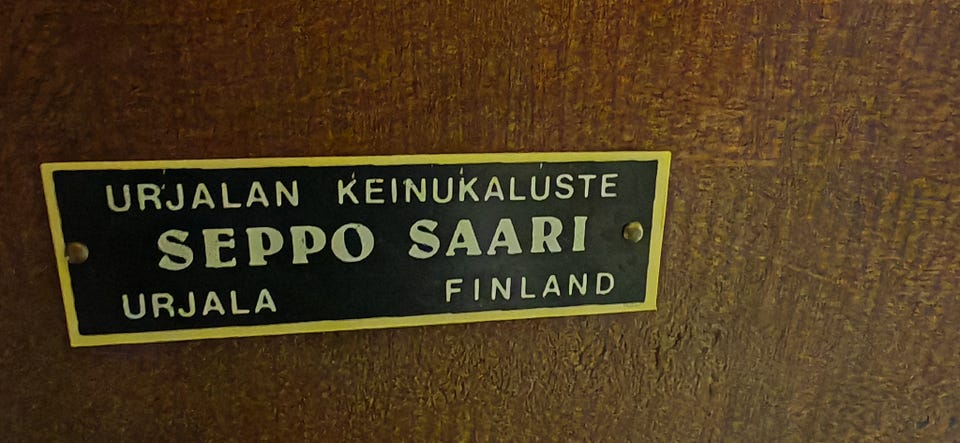 URJALAN KEINUKALUSTE
SEPPO SAARI
URJALA FINLAND